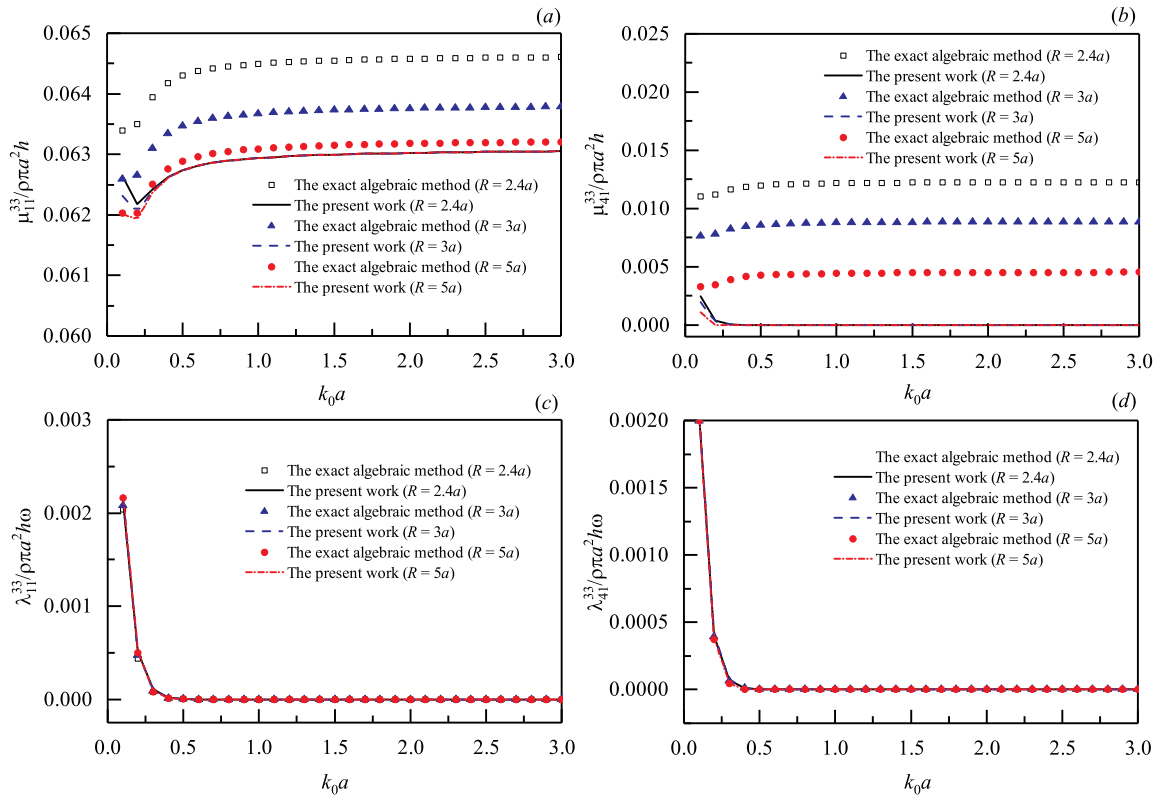 (a)
0.065
0.064
0.063
0.062
0.061
0.060
μ₁₁³³/ρπa²h
The exact algebraic method (R = 2.4a)
The present work (R = 2.4a)
The exact algebraic method (R = 3a)
The present work (R = 3a)
The exact algebraic method (R = 5a)
The present work (R = 5a)
0.0 0.5 1.0 1.5 2.0 2.5 3.0
k₀a
(b)
0.025
0.020
0.015
0.010
0.005
0.000
μ₄₁³³/ρπa²h
The exact algebraic method (R = 2.4a)
The present work (R = 2.4a)
The exact algebraic method (R = 3a)
The present work (R = 3a)
The exact algebraic method (R = 5a)
The present work (R = 5a)
0.0 0.5 1.0 1.5 2.0 2.5 3.0
k₀a
(c)
0.003
0.002
0.001
0.000
λ₁₁³³/ρπa²hω
The exact algebraic method (R = 2.4a)
The present work (R = 2.4a)
The exact algebraic method (R = 3a)
The present work (R = 3a)
The exact algebraic method (R = 5a)
The present work (R = 5a)
0.0 0.5 1.0 1.5 2.0 2.5 3.0
k₀a
(d)
0.0020
0.0015
0.0010
0.0005
0.0000
λ₄₁³³/ρπa²hω
The exact algebraic method (R = 2.4a)
The present work (R = 2.4a)
The exact algebraic method (R = 3a)
The present work (R = 3a)
The exact algebraic method (R = 5a)
The present work (R = 5a)
0.0 0.5 1.0 1.5 2.0 2.5 3.0
k₀a